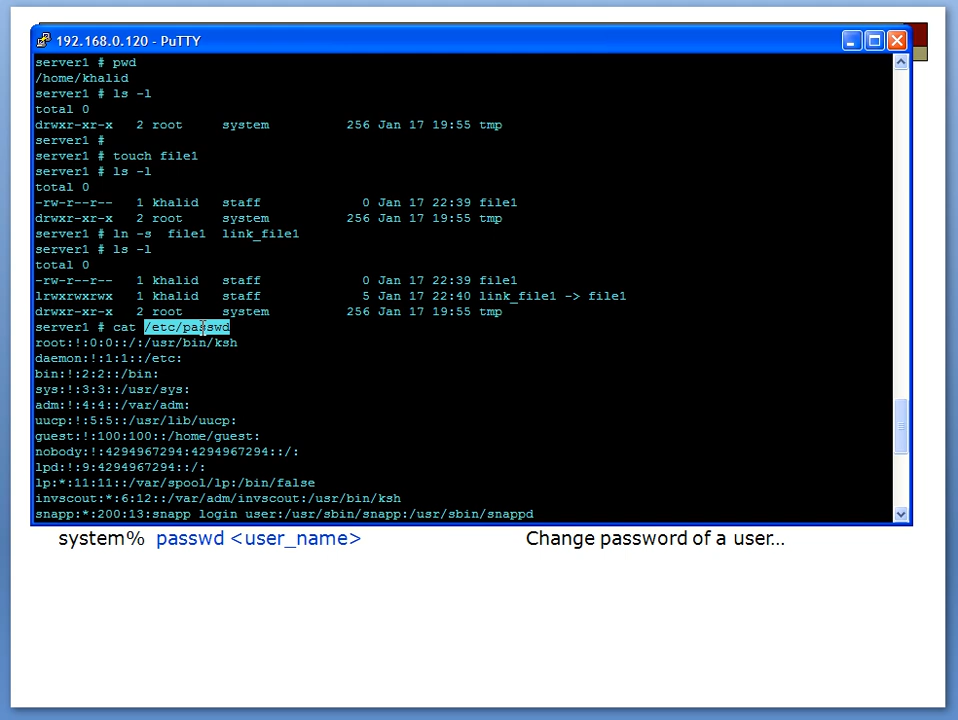 192.168.0.120 - PuTTY
server1 # pwd
/home/khalid
server1 # ls -l
total 0
drwxr-xr-x   2 root     system          256 Jan 17 19:55 tmp
server1 #
server1 # touch file1
server1 # ls -l
total 0
-rw-r--r--   1 khalid   staff             0 Jan 17 22:39 file1
drwxr-xr-x   2 root     system          256 Jan 17 19:55 tmp
server1 # ln -s  file1  link_file1
server1 # ls -l
total 0
-rw-r--r--   1 khalid   staff             0 Jan 17 22:39 file1
lrwxrwxrwx   1 khalid   staff             5 Jan 17 22:40 link_file1 -> file1
drwxr-xr-x   2 root     system          256 Jan 17 19:55 tmp
server1 # cat /etc/passwd
root:!:0:0::/:/usr/bin/ksh
daemon:!:1:1::/etc:
bin:!:2:2::/bin:
sys:!:3:3::/usr/sys:
adm:!:4:4::/var/adm:
uucp:!:5:5::/usr/lib/uucp:
guest:!:100:100::/home/guest:
nobody:!:4294967294:4294967294::/:
lpd:!:9:4294967294::/:
lp:*:11:11::/var/spool/lp:/bin/false
invscout:*:6:12::/var/adm/invscout:/usr/bin/ksh
snapp:*:200:13:snapp login user:/usr/sbin/snapp:/usr/sbin/snappd
system%  passwd <user_name>                    Change password of a user...